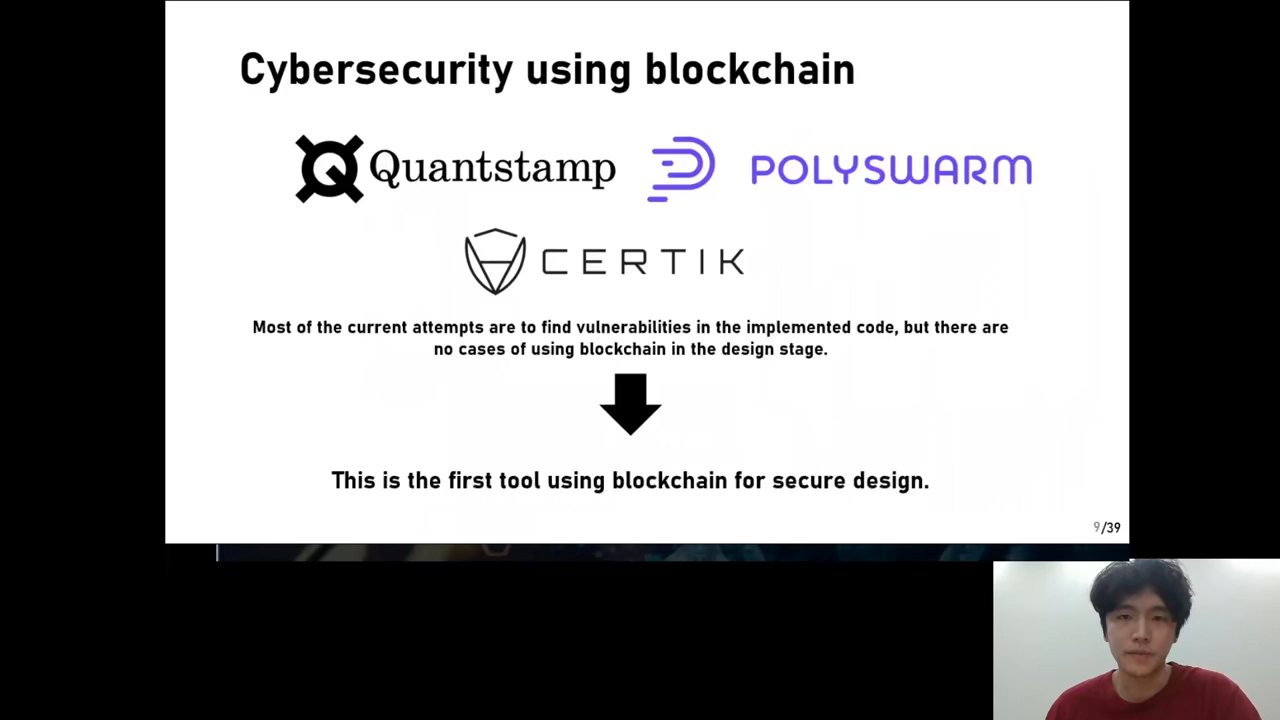 Cybersecurity using blockchain
Quantstamp
POLYSWARM
CERTIK
Most of the current attempts are to find vulnerabilities in the implemented code, but there are
no cases of using blockchain in the design stage.
This is the first tool using blockchain for secure design.
9/39